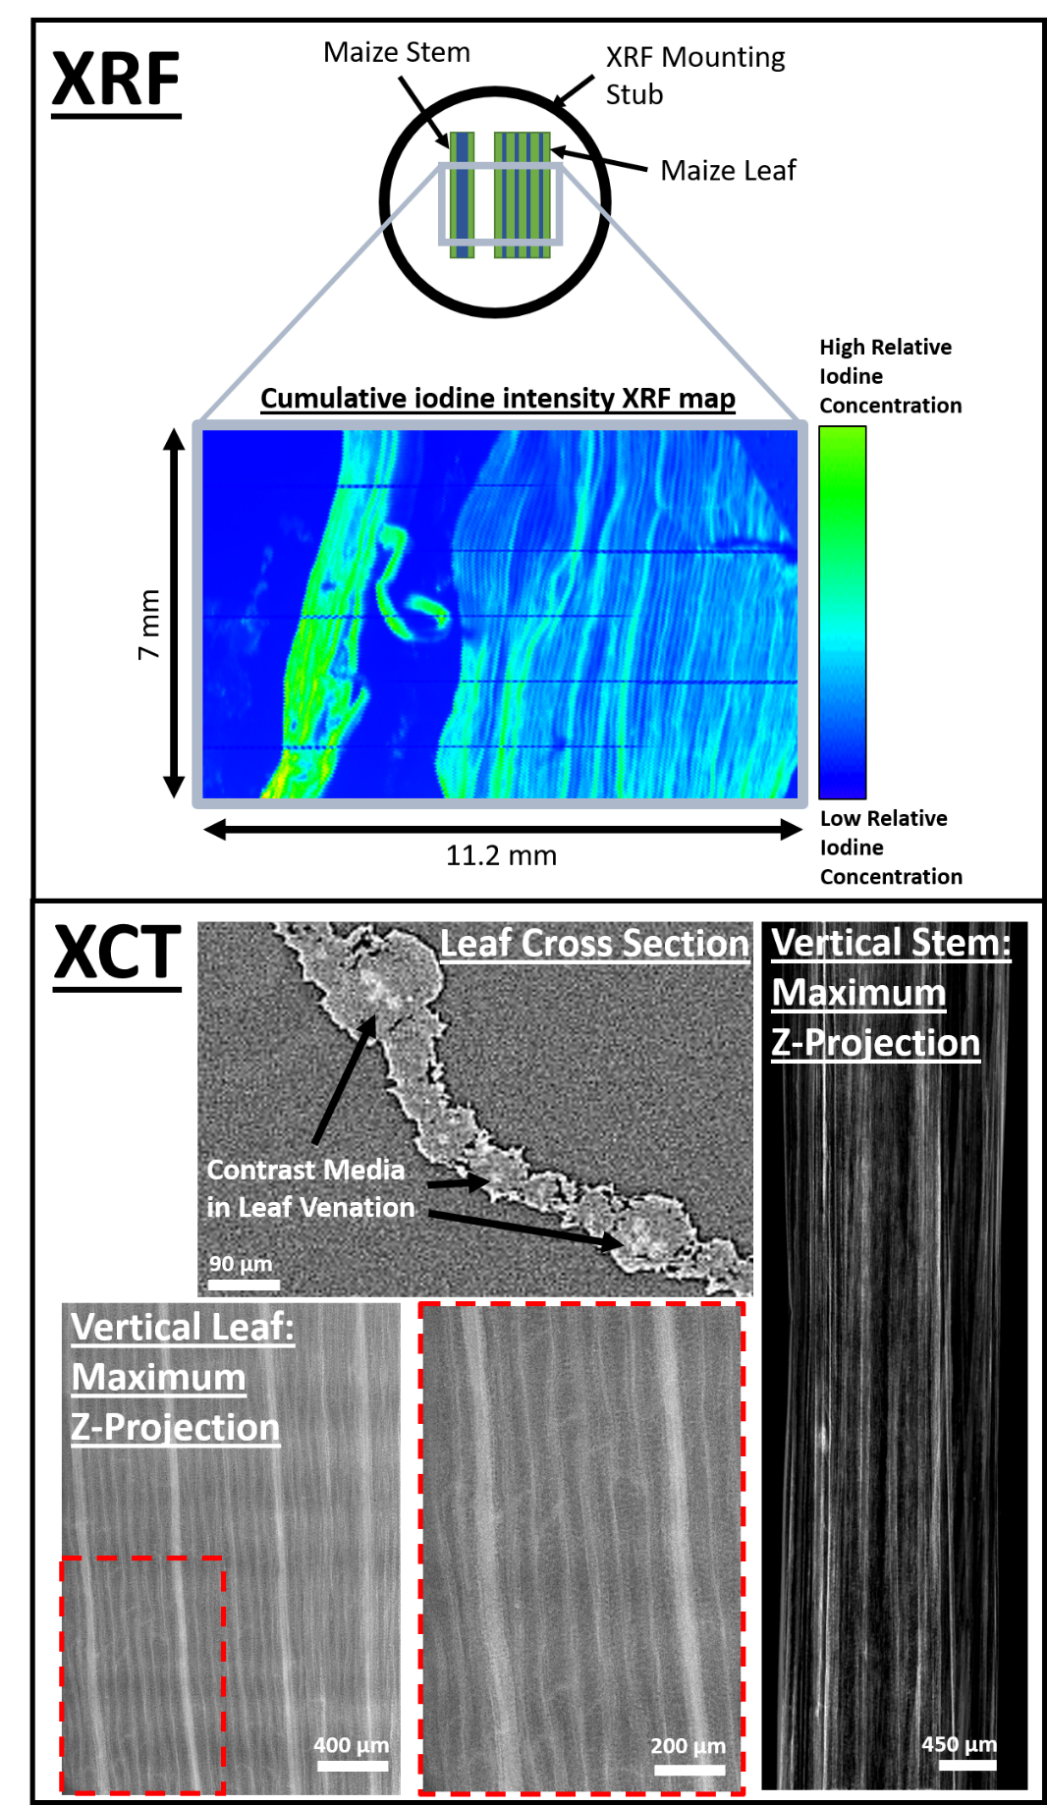 XRF
Maize Stem
XRF Mounting
Stub
Maize Leaf
High Relative
Iodine
Concentration
Cumulative iodine intensity XRF map
7 mm
11.2 mm
Low Relative
Iodine
Concentration
XCT
Leaf Cross Section
Contrast Media
in Leaf Venation
90 µm
Vertical Stem:
Maximum
Z-Projection
450 µm
Vertical Leaf:
Maximum
Z-Projection
400 µm
200 µm